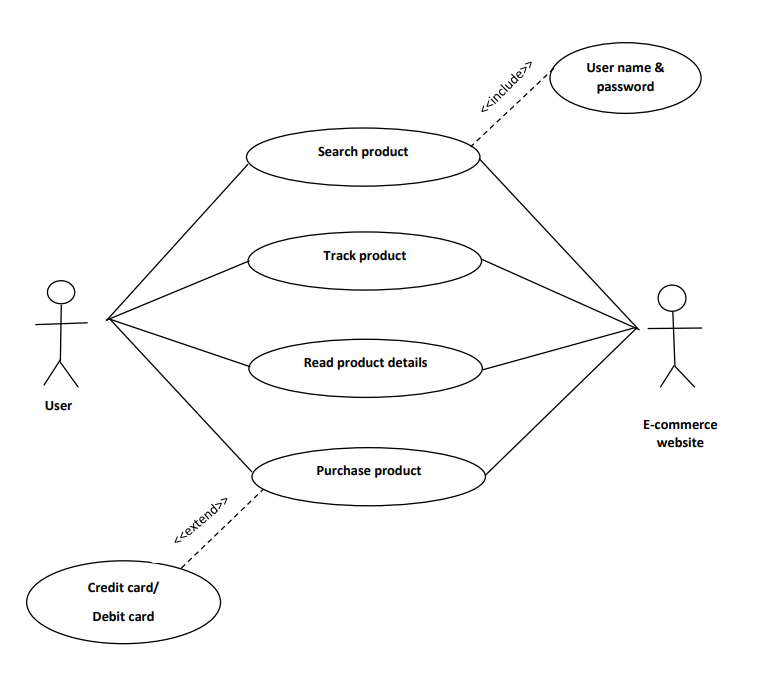 User name &
password
<<include>>
Search product
Track product
Read product details
User
E-commerce
website
Purchase product
<<extend>>
Credit card/
Debit card